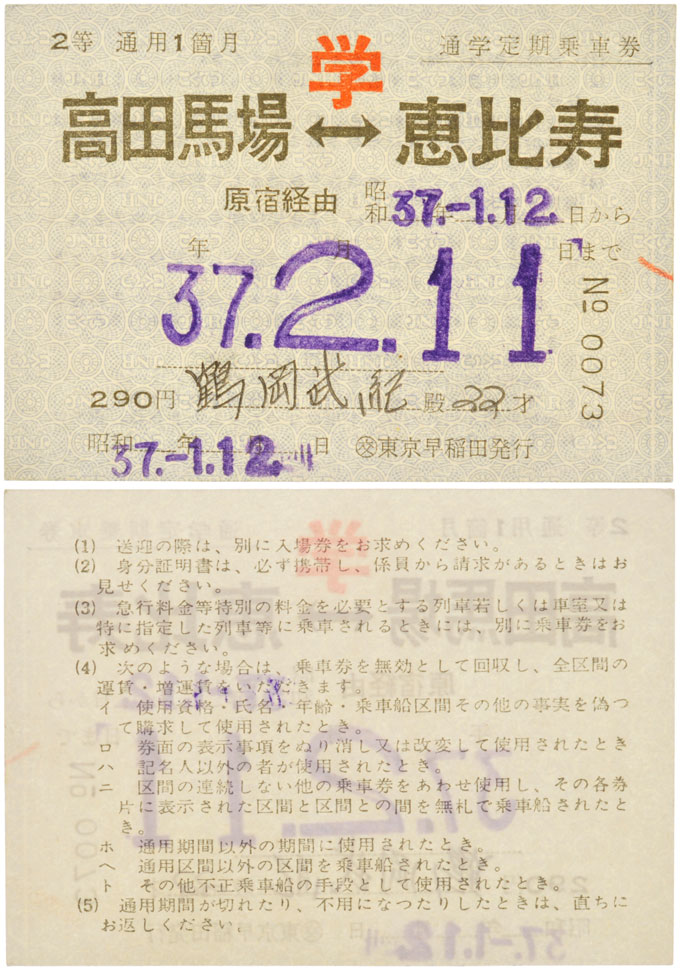 2等 通用1箇月
学
通学定期乗車券
高田馬場↔恵比寿
原宿経由
昭和 37.-1.12. 年 月 日から
年 月 日まで
37.2.11
No 0073
290円 鶴岡武 殿 22才
昭和 年 月 日 37.-1.12. 交東京早稲田発行
(1) 送迎の際は、別に入場券をお求めください。
(2) 身分証明書は、必ず携帯し、係員から請求があるときはお
見せください。
(3) 急行料金等特別の料金を必要とする列車若しくは車室又は
特に指定した列車等に乗車されるときには、別に乗車券をお
求めください。
(4) 次のような場合は、乗車券を無効として回収し、全区間の
運賃・増運賃をいただきます。
イ 使用資格・氏名・年齢・乗車船区間その他の事実を偽つ
て購求して使用されたとき。
ロ 券面の表示事項をぬり消し又は改変して使用されたとき
ハ 記名人以外の者が使用されたとき。
ニ 区間の連続しない他の乗車券をあわせ使用し、その各券
片に表示された区間と区間との間を無札で乗車船されたと
き。
ホ 通用期間以外の期間に使用されたとき。
ヘ 通用区間以外の区間を乗車船されたとき。
ト その他不正乗車船の手段として使用されたとき。
(5) 通用期間が切れたり、不用になつたりしたときは、直ちに
お返しください。